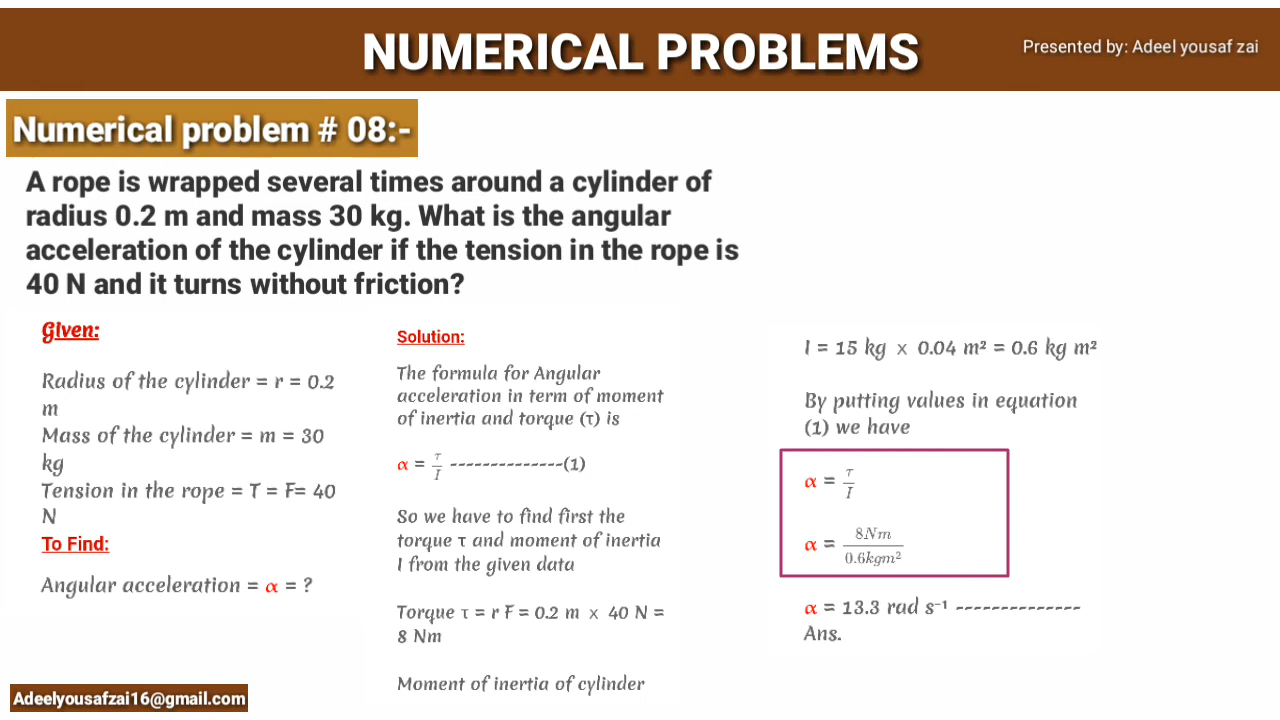 NUMERICAL PROBLEMS
Presented by: Adeel yousaf zai
Numerical problem # 08:-
A rope is wrapped several times around a cylinder of
radius 0.2 m and mass 30 kg. What is the angular
acceleration of the cylinder if the tension in the rope is
40 N and it turns without friction?
Given:
Radius of the cylinder = r = 0.2
m
Mass of the cylinder = m = 30
kg
Tension in the rope = T = F= 40
N
To Find:
Angular acceleration = α = ?
Solution:
The formula for Angular
acceleration in term of moment
of inertia and torque (τ) is
α = τ/I --------------(1)
So we have to find first the
torque τ and moment of inertia
I from the given data
Torque τ = r F = 0.2 m × 40 N =
8 Nm
Moment of inertia of cylinder
I = 15 kg × 0.04 m² = 0.6 kg m²
By putting values in equation
(1) we have
α = τ/I
α = 8Nm/0.6kgm²
α = 13.3 rad s⁻¹ --------------
Ans.
Adeelyousafzai16@gmail.com